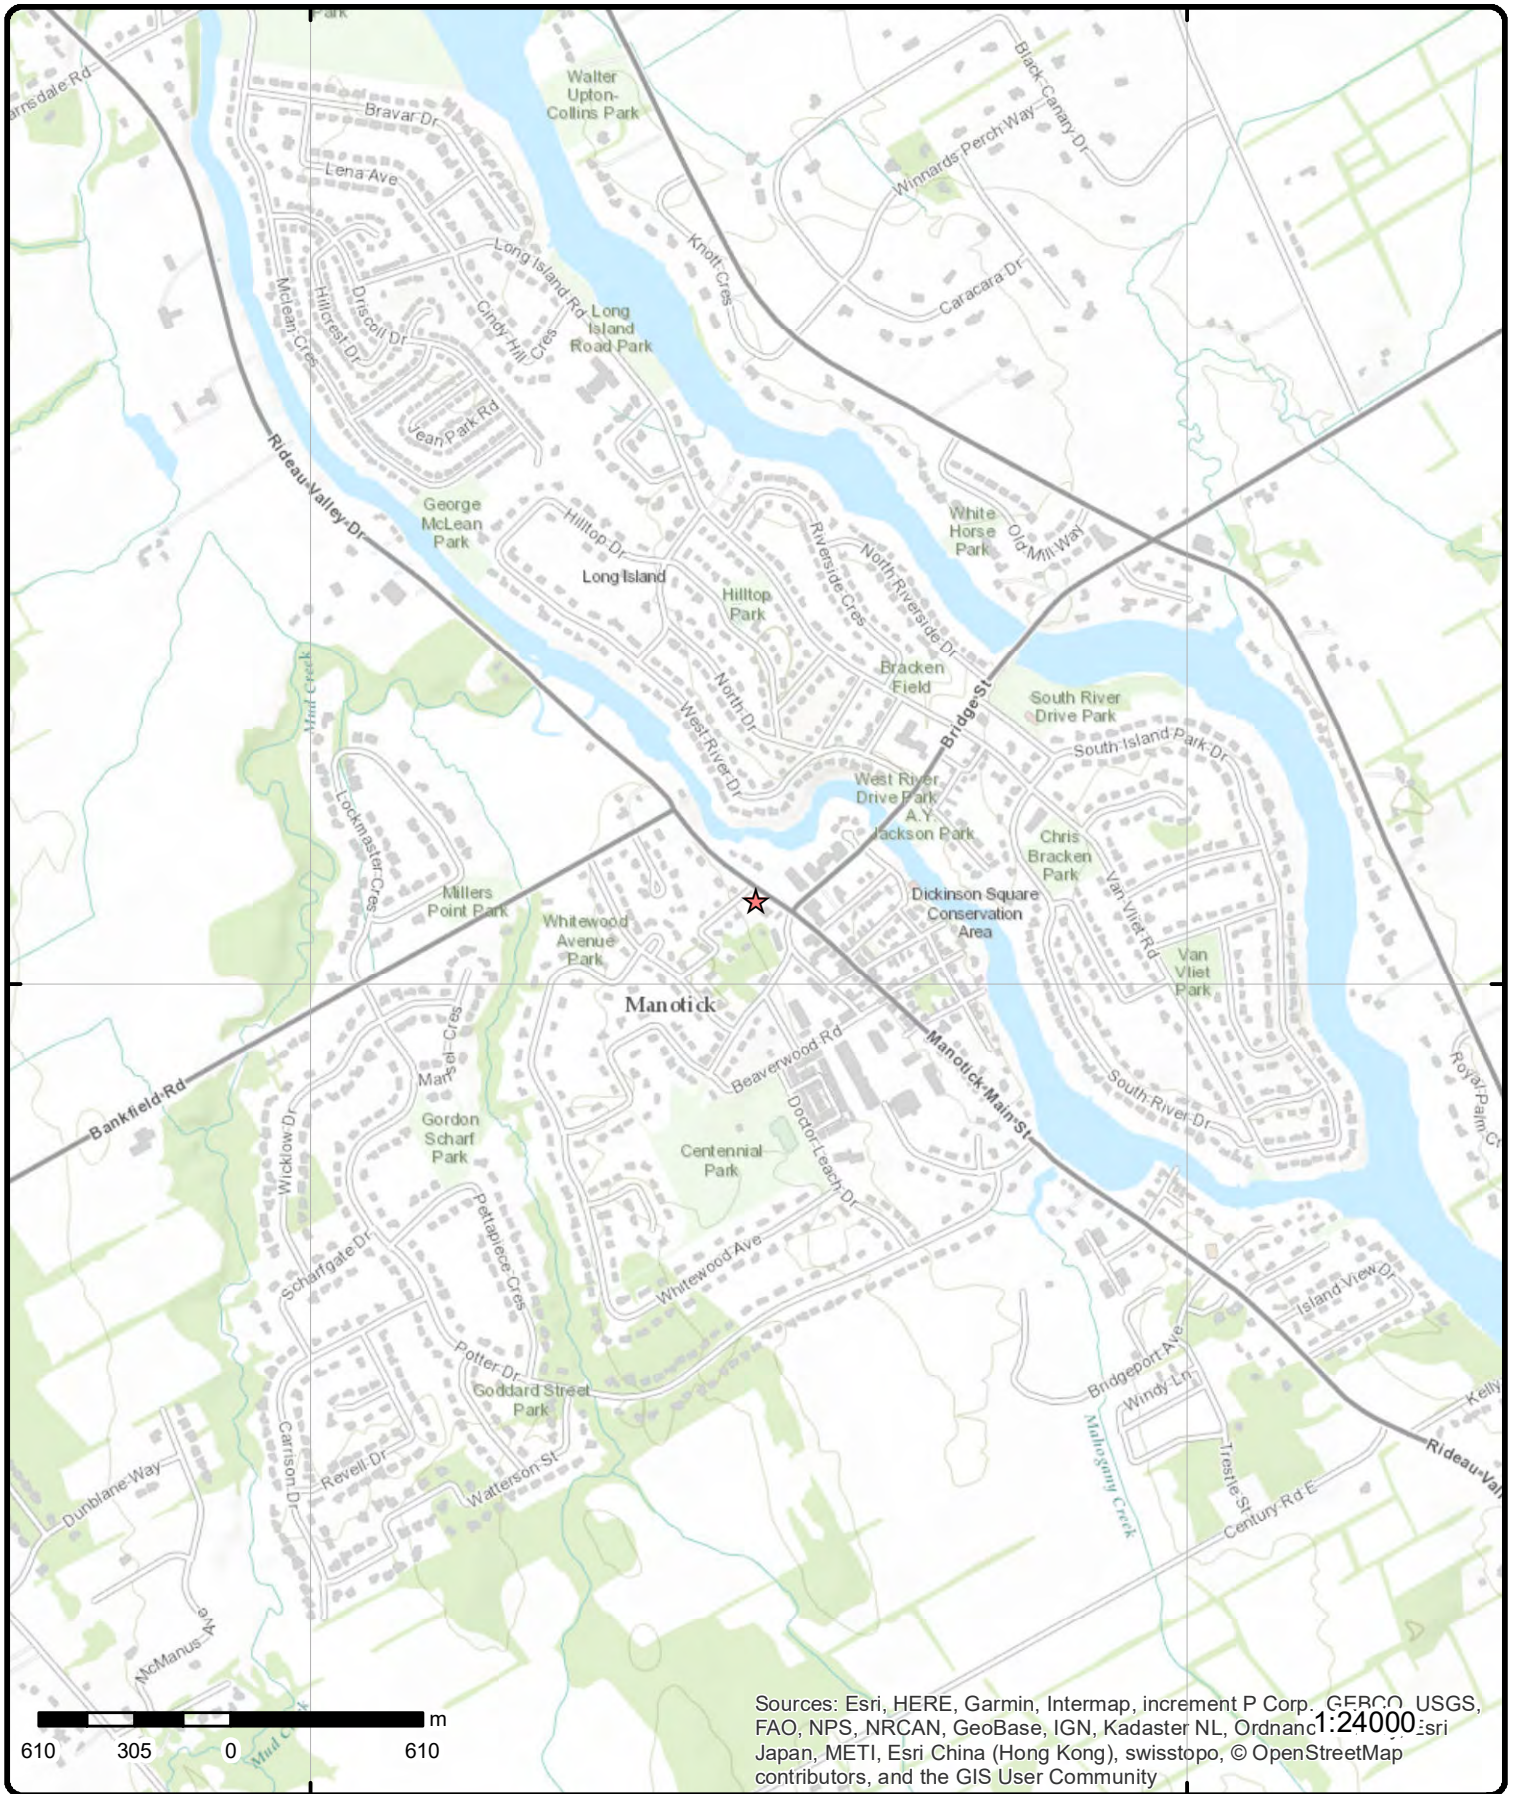 Park
arnsdale Rd
Bravar Dr
Lena Ave
Walter
Upton-
Collins Park
Black Canary Dr
Winnards Perch Way
Long Island Rd
Knott Cres
Caracara Dr
Mclean Cres
Hillcrest Dr
Driscoll Dr
Cindy Hill
Cres
Long
Island
Road Park
Jean Park Rd
Rideau Valley Dr
George
McLean
Park
Hilltop Dr
Long Island
Hilltop
Park
Riverside Cres
North Riverside Dr
White
Horse
Park
Old Mill Way
Mud Creek
North Dr
West River Dr
Bracken
Field
Bridge St
South River
Drive Park
South Island Park Dr
West River
Drive Park
A.Y.
Jackson Park
Chris
Bracken
Park
Lockmaster Cres
Millers
Point Park
Whitewood
Avenue
Park
Dickinson Square
Conservation
Area
Van Vliet Rd
Van
Vliet
Park
Manotick
Mansel Cres
Beaverwood Rd
Manotick Main St
Bankfield Rd
Wicklow Dr
Gordon
Scharf
Park
Centennial
Park
Doctor Leach Dr
South River Dr
Royal Palm Ct
Pettapiece Cres
Scharfgate Dr
Whitewood Ave
Island View Dr
Potter Dr
Goddard Street
Park
Bridgeport Ave
Windy Ln
Kelly
Carrison Dr
Revell Dr
Watterson St
Dunblane Way
Mahogany Creek
Trestle St
Century Rd E
Rideau Val
McManus Ave
Mud Creek
m
610 305 0 610
Sources: Esri, HERE, Garmin, Intermap, increment P Corp., GEBCO, USGS,
FAO, NPS, NRCAN, GeoBase, IGN, Kadaster NL, Ordnanc Esri
1:24000
Japan, METI, Esri China (Hong Kong), swisstopo, © OpenStreetMap
contributors, and the GIS User Community